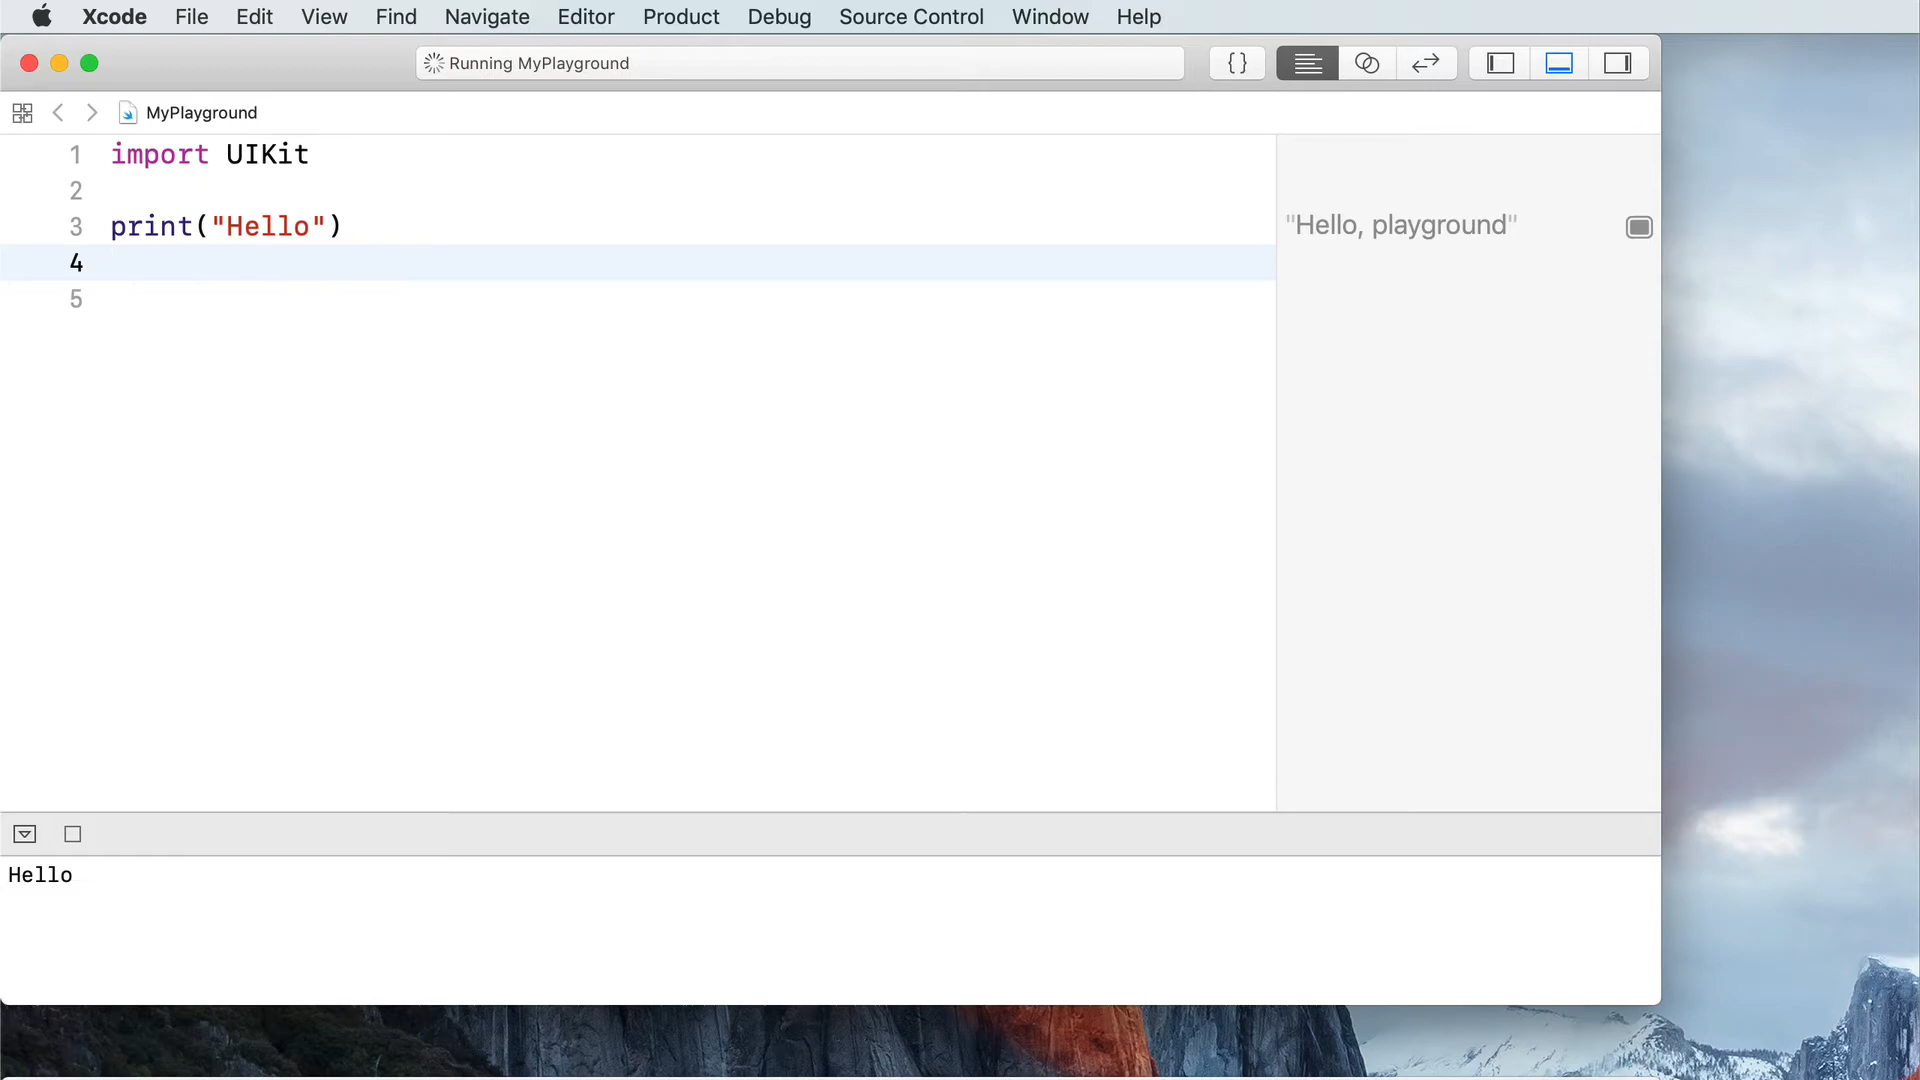 Xcode File Edit View Find Navigate Editor Product Debug Source Control Window Help
Running MyPlayground
{}
MyPlayground
1 import UIKit
2
3 print("Hello") "Hello, playground"
4
5
Hello